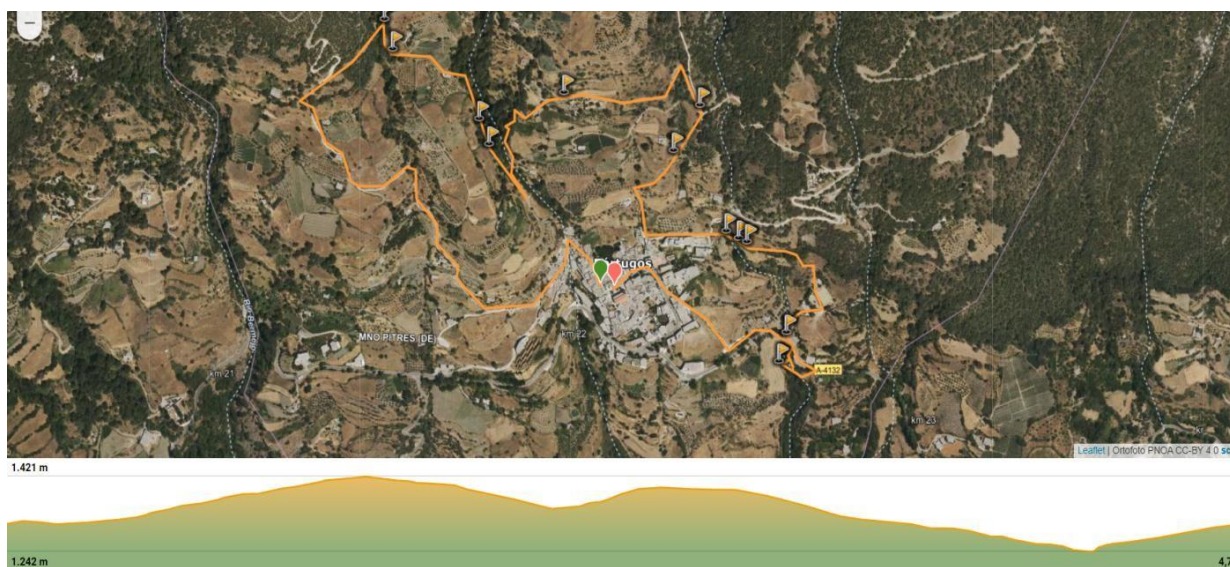 −
km 22
MNO PITRES (DE)
km 21
A-4132
km 23
Leaflet | Ortofoto PNOA CC-BY 4.0
1.421 m
1.242 m